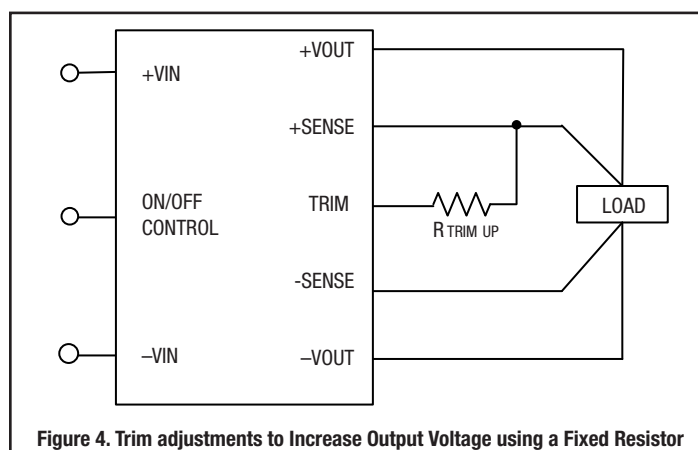 +VOUT
+VIN
+SENSE
ON/OFF
CONTROL
TRIM
R TRIM UP
LOAD
-SENSE
–VIN
–VOUT
Figure 4. Trim adjustments to Increase Output Voltage using a Fixed Resistor